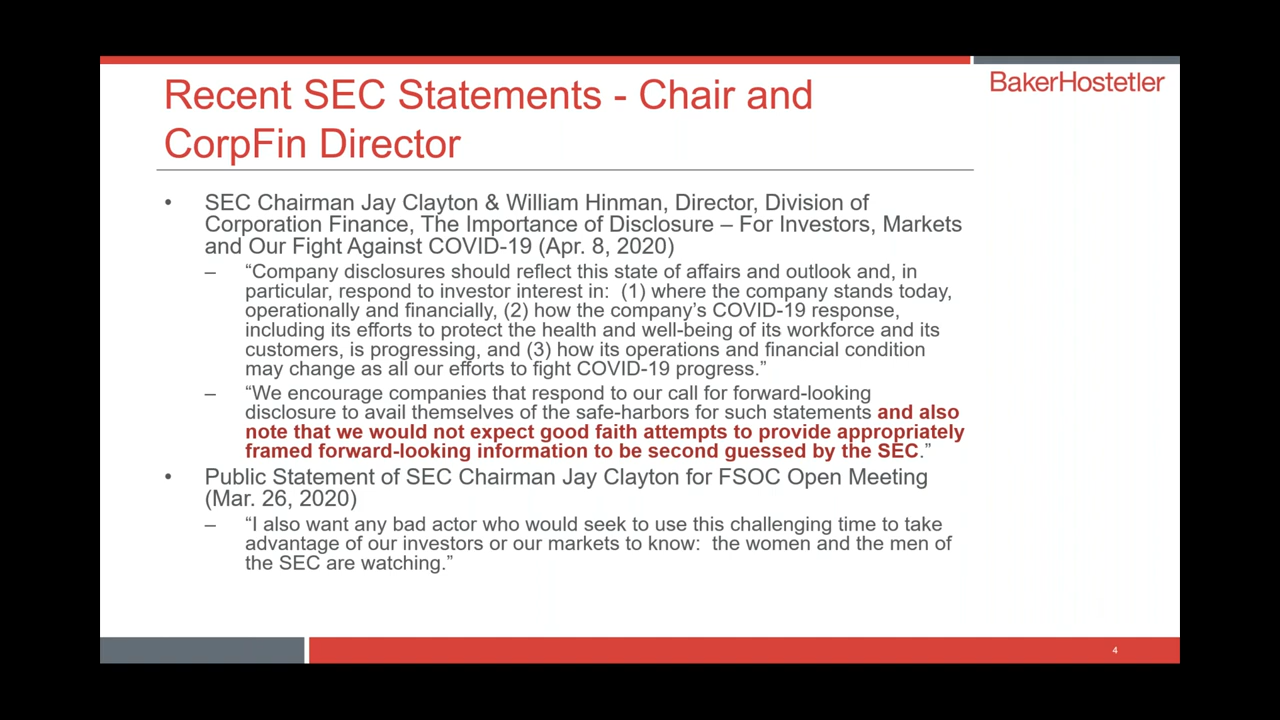 BakerHostetler
Recent SEC Statements - Chair and
CorpFin Director
• SEC Chairman Jay Clayton & William Hinman, Director, Division of
Corporation Finance, The Importance of Disclosure – For Investors, Markets
and Our Fight Against COVID-19 (Apr. 8, 2020)
– “Company disclosures should reflect this state of affairs and outlook and, in
particular, respond to investor interest in:  (1) where the company stands today,
operationally and financially, (2) how the company’s COVID-19 response,
including its efforts to protect the health and well-being of its workforce and its
customers, is progressing, and (3) how its operations and financial condition
may change as all our efforts to fight COVID-19 progress.”
– “We encourage companies that respond to our call for forward-looking
disclosure to avail themselves of the safe-harbors for such statements and also
note that we would not expect good faith attempts to provide appropriately
framed forward-looking information to be second guessed by the SEC.”
• Public Statement of SEC Chairman Jay Clayton for FSOC Open Meeting
(Mar. 26, 2020)
– “I also want any bad actor who would seek to use this challenging time to take
advantage of our investors or our markets to know:  the women and the men of
the SEC are watching.”
4